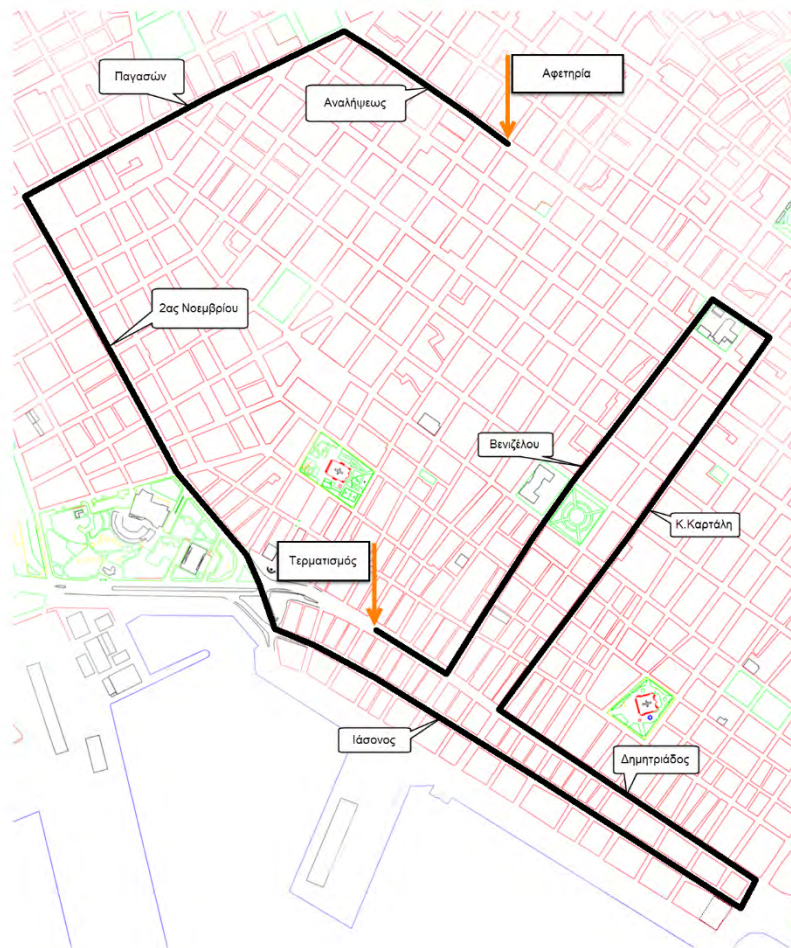 Παγασών
Αναλήψεως
Αφετηρία
2ας Νοεμβρίου
Βενιζέλου
Κ.Καρτάλη
Τερματισμός
Ιάσονος
Δημητριάδος